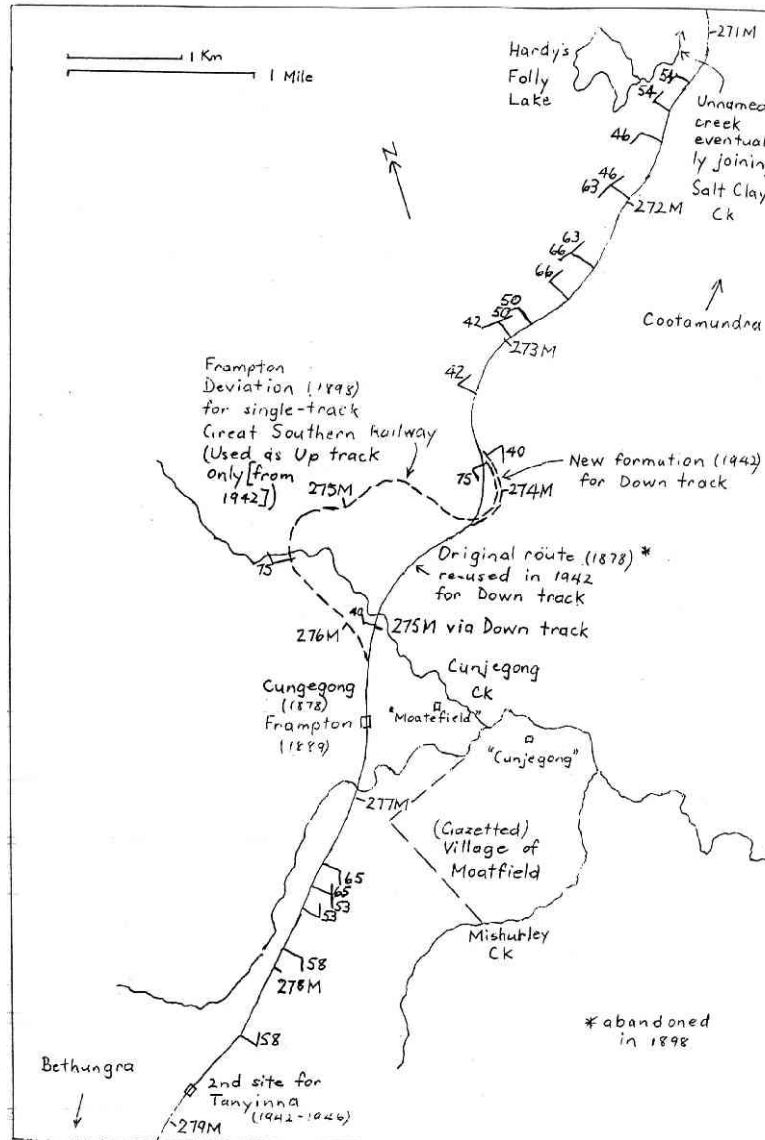 1 Km
1 Mile
Hardy's
Folly
Lake
271M
54
54
Unnamed
creek
eventual
ly joining
Salt Clay
Ck
46
46
63
272M
N
63
66
66
Cootamundra
50
50
42
273M
42
Frampton
Deviation (1898)
for single-track
Great Southern Railway
(Used as Up track
only [from
1942])
40
75
New formation (1942)
for Down track
274M
275M
Original route (1878) *
re-used in 1942
for Down track
75
40
275M via Down track
276M
Cunjegong
Ck
Cungegong
(1878)
Frampton
(1889)
"Moatefield"
"Cunjegong"
277M
(Gazetted)
Village of
Moatfield
65
65
53
53
Mishurley
Ck
58
278M
58
* abandoned
in 1898
Bethungra
2nd site for
Tanyinna
(1942-1946)
279M